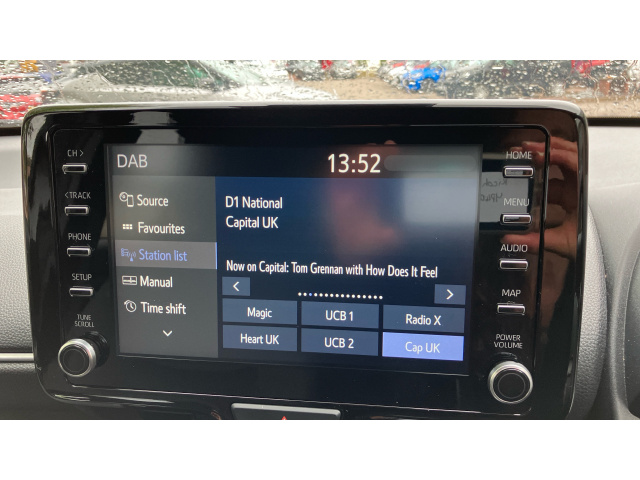 CH >
< TRACK
PHONE
SETUP
TUNE
SCROLL
DAB
13:52
Source
Favourites
Station list
Manual
Time shift
D1 National
Capital UK
Now on Capital: Tom Grennan with How Does It Feel
Magic
UCB 1
Radio X
Heart UK
UCB 2
Cap UK
HOME
MENU
AUDIO
MAP
POWER
VOLUME